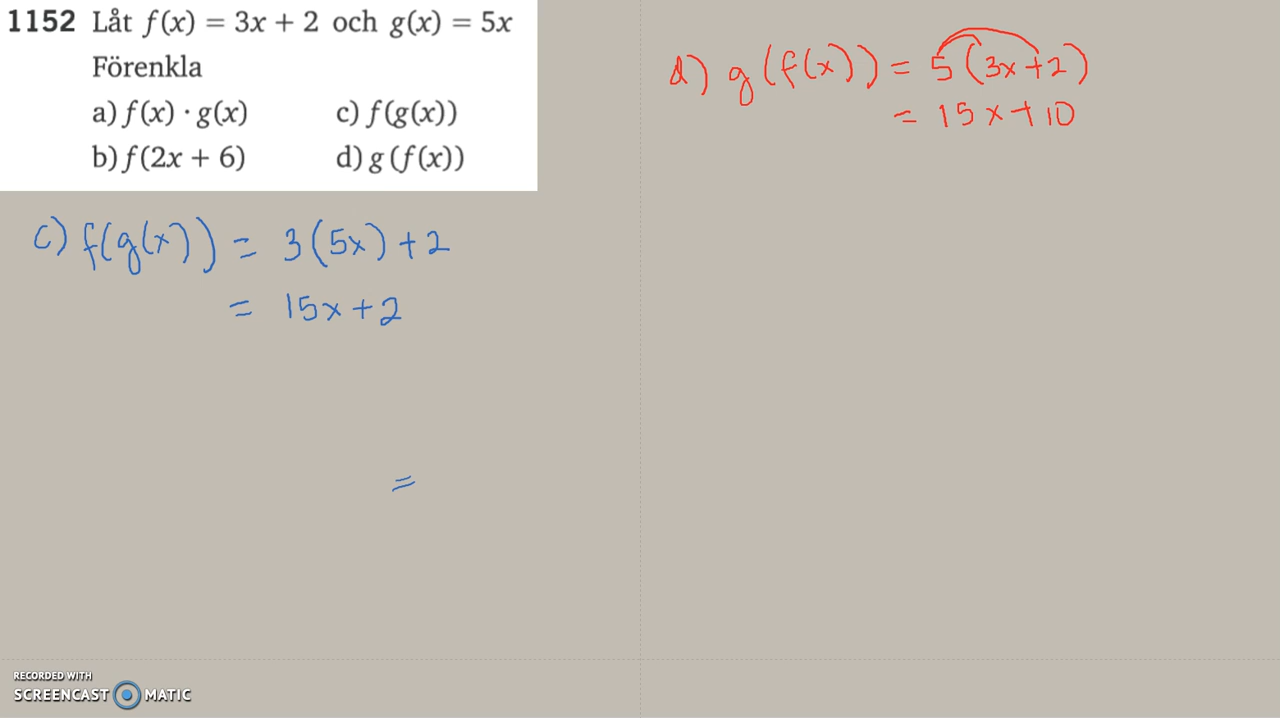 1152 Låt f(x) = 3x + 2 och g(x) = 5x
Förenkla
a) f(x) · g(x) c) f(g(x))
b) f(2x + 6) d) g (f(x))
c) f(g(x)) = 3(5x) + 2
= 15x + 2
=
d) g(f(x)) = 5(3x+2)
= 15x + 10
RECORDED WITH
SCREENCAST MATIC